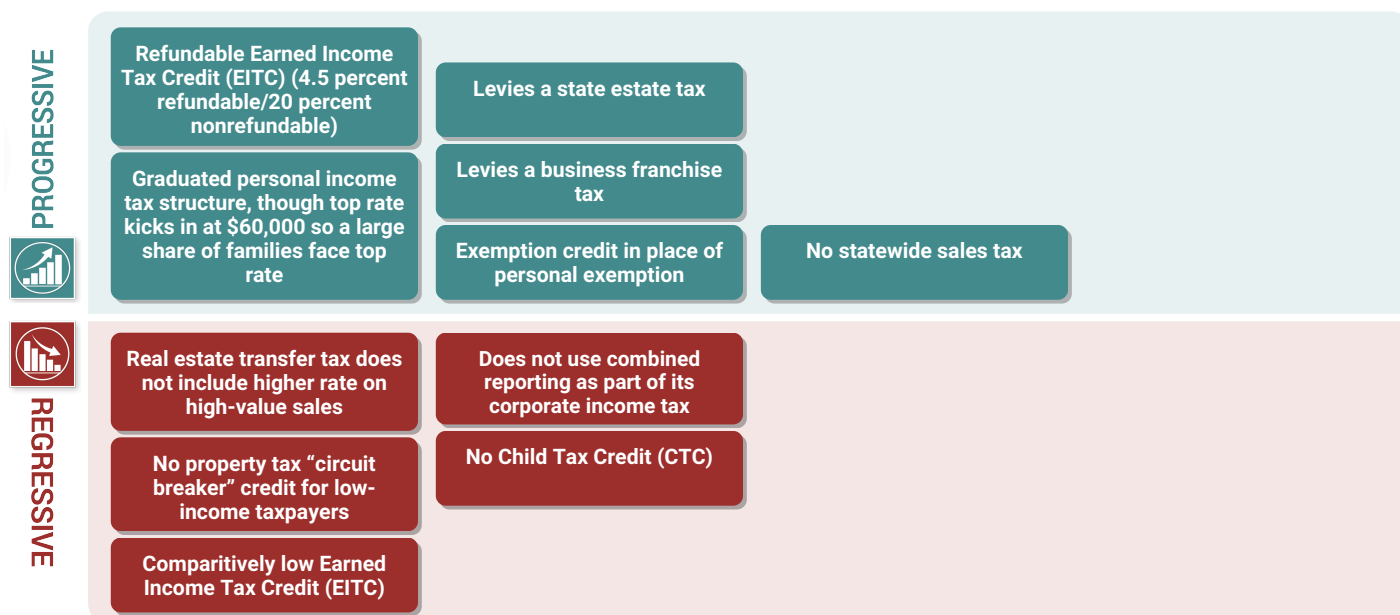 PROGRESSIVE
Refundable Earned Income
Tax Credit (EITC) (4.5 percent
refundable/20 percent
nonrefundable)
Graduated personal income
tax structure, though top rate
kicks in at $60,000 so a large
share of families face top
rate
Levies a state estate tax
Levies a business franchise
tax
Exemption credit in place of
personal exemption
No statewide sales tax
REGRESSIVE
Real estate transfer tax does
not include higher rate on
high-value sales
No property tax “circuit
breaker” credit for low-
income taxpayers
Comparitively low Earned
Income Tax Credit (EITC)
Does not use combined
reporting as part of its
corporate income tax
No Child Tax Credit (CTC)